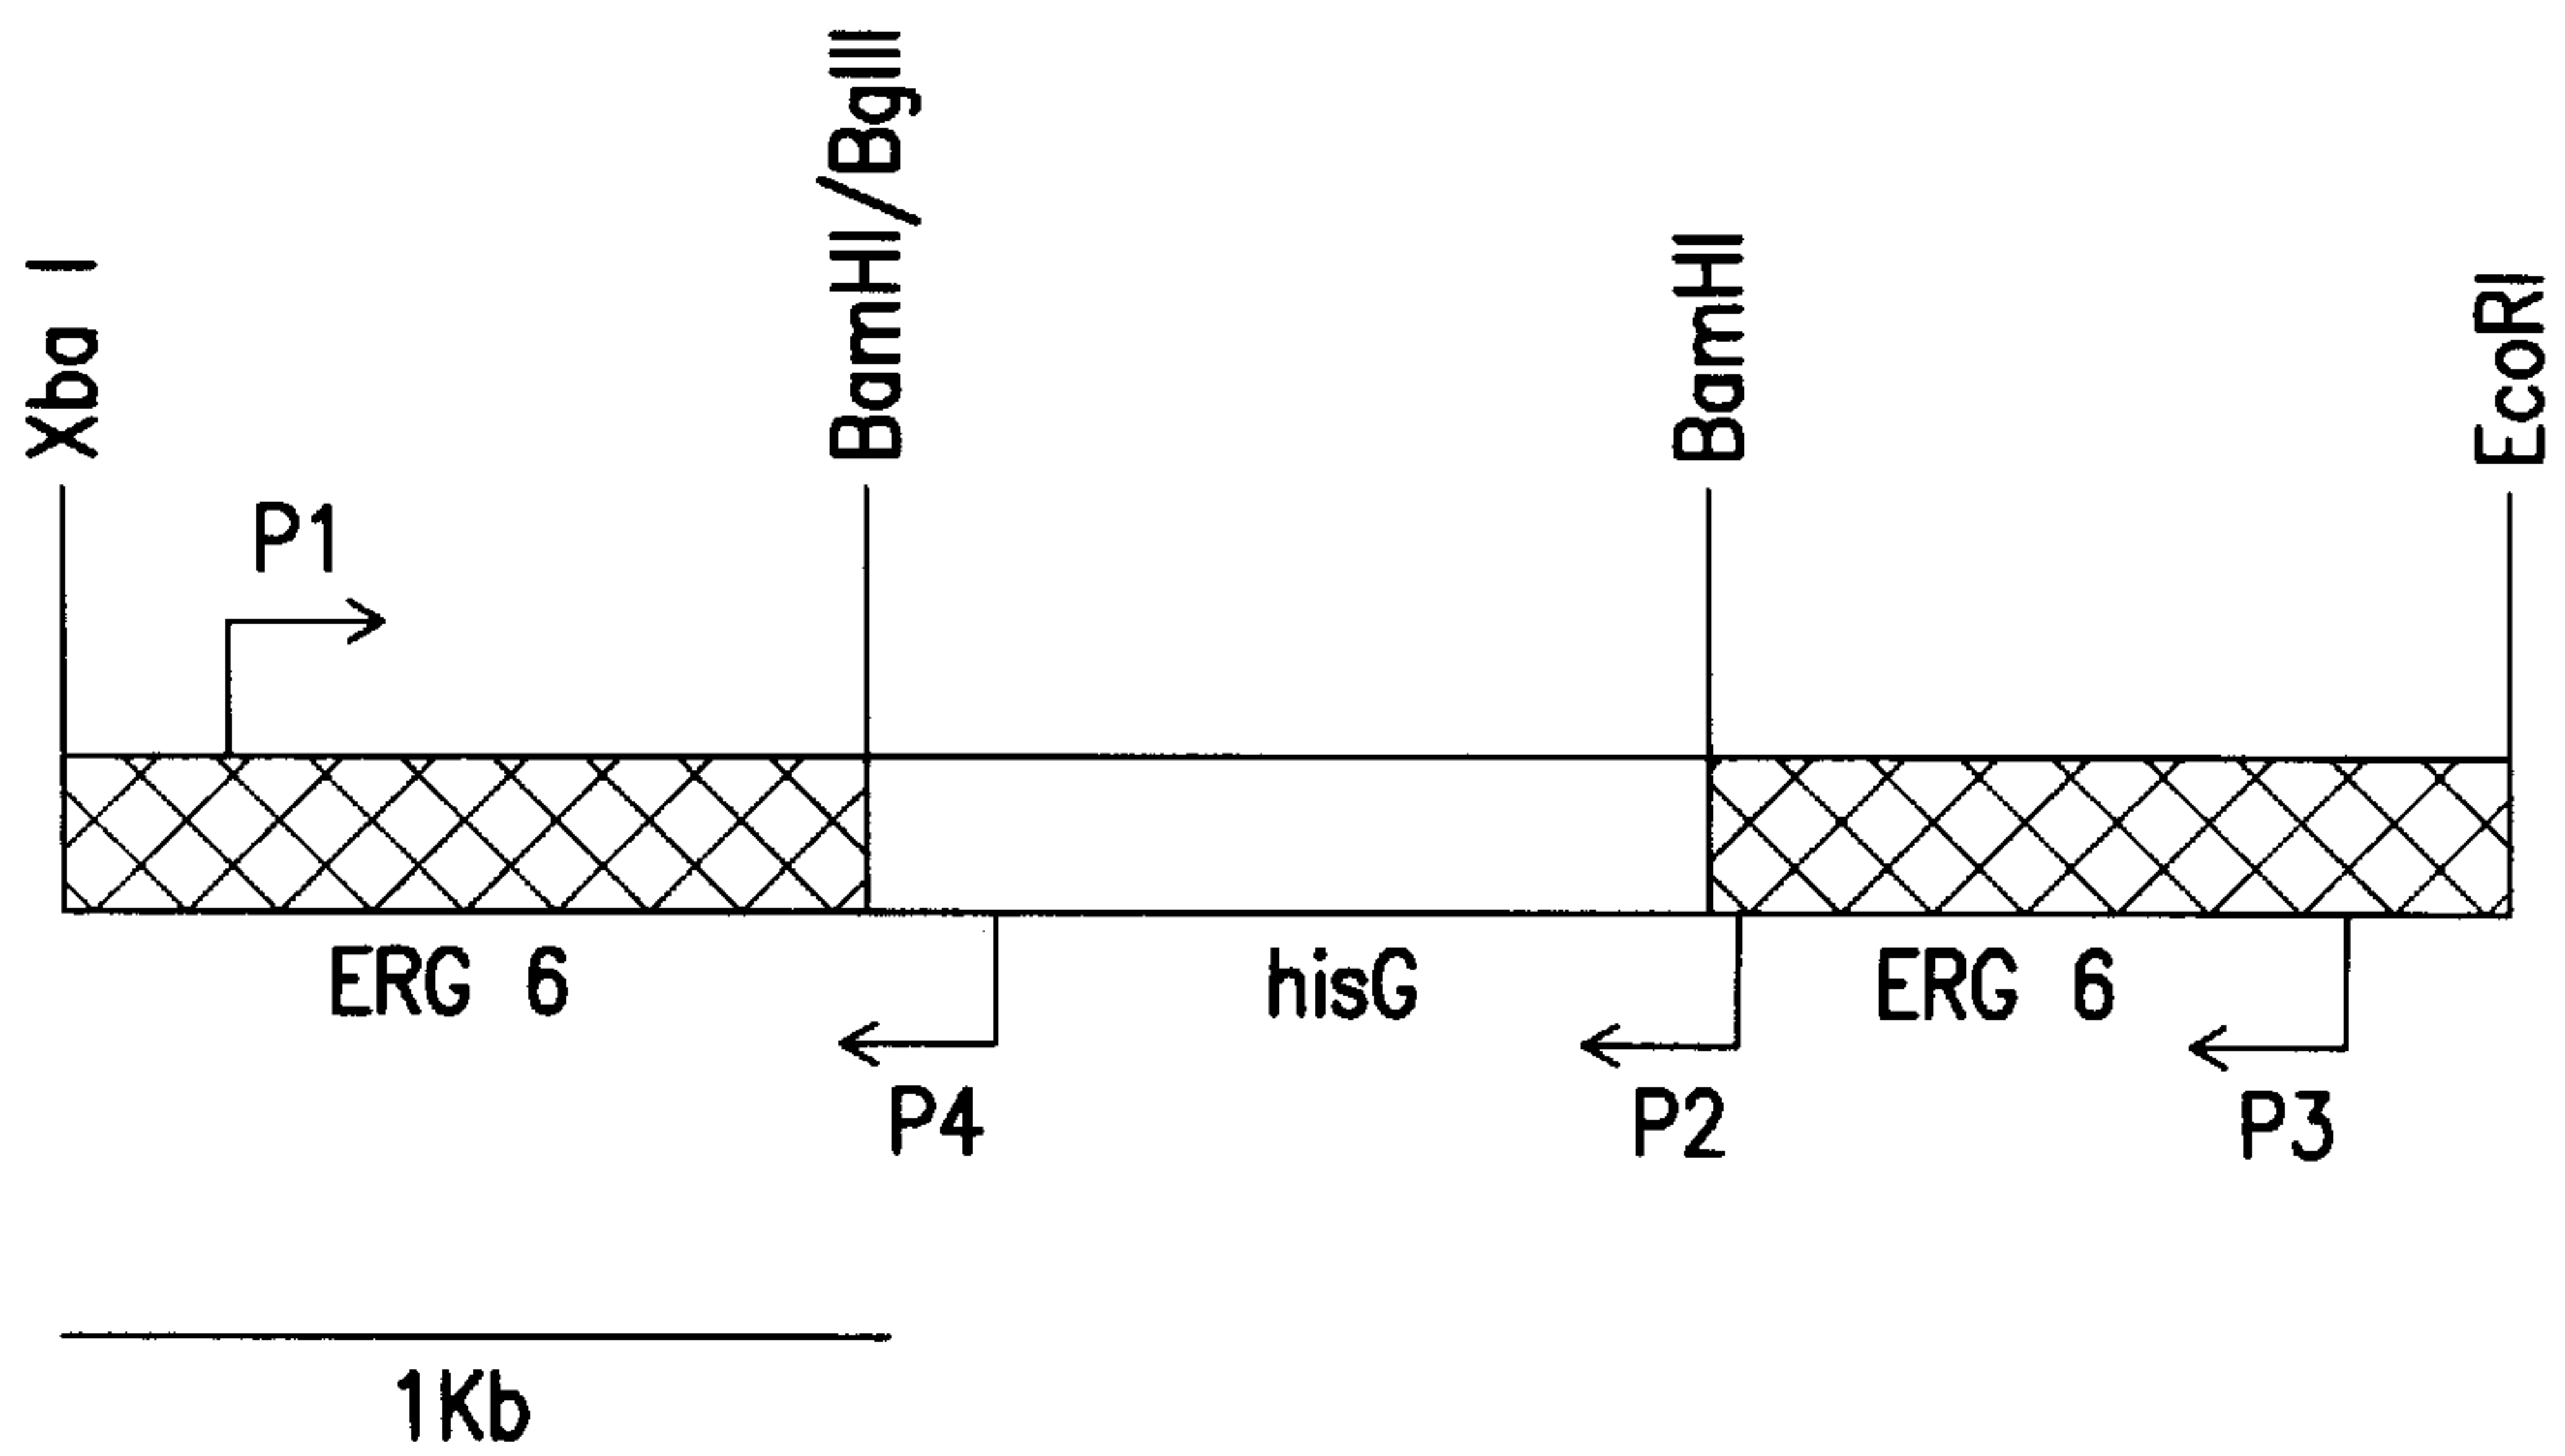 Xba I
BamHI/BglII
BamHI
EcoRI
P1
ERG 6
hisG
ERG 6
P4
P2
P3
1Kb